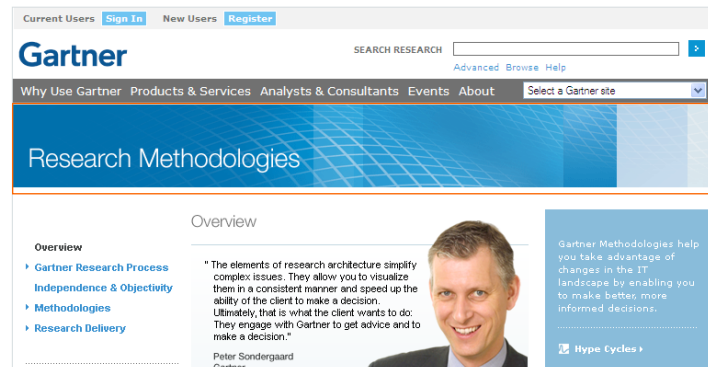 Current Users Sign In New Users Register
Gartner
SEARCH RESEARCH
Advanced Browse Help
Why Use Gartner Products & Services Analysts & Consultants Events About Select a Gartner site
Research Methodologies
Overview
Gartner Research Process
Independence & Objectivity
Methodologies
Research Delivery
Overview
" The elements of research architecture simplify
complex issues. They allow you to visualize
them in a consistent manner and speed up the
ability of the client to make a decision.
Ultimately, that is what the client wants to do:
They engage with Gartner to get advice and to
make a decision."
Peter Sondergaard
Gartner
Gartner Methodologies help
you take advantage of
changes in the IT
landscape by enabling you
to make better, more
informed decisions.
Hype Cycles